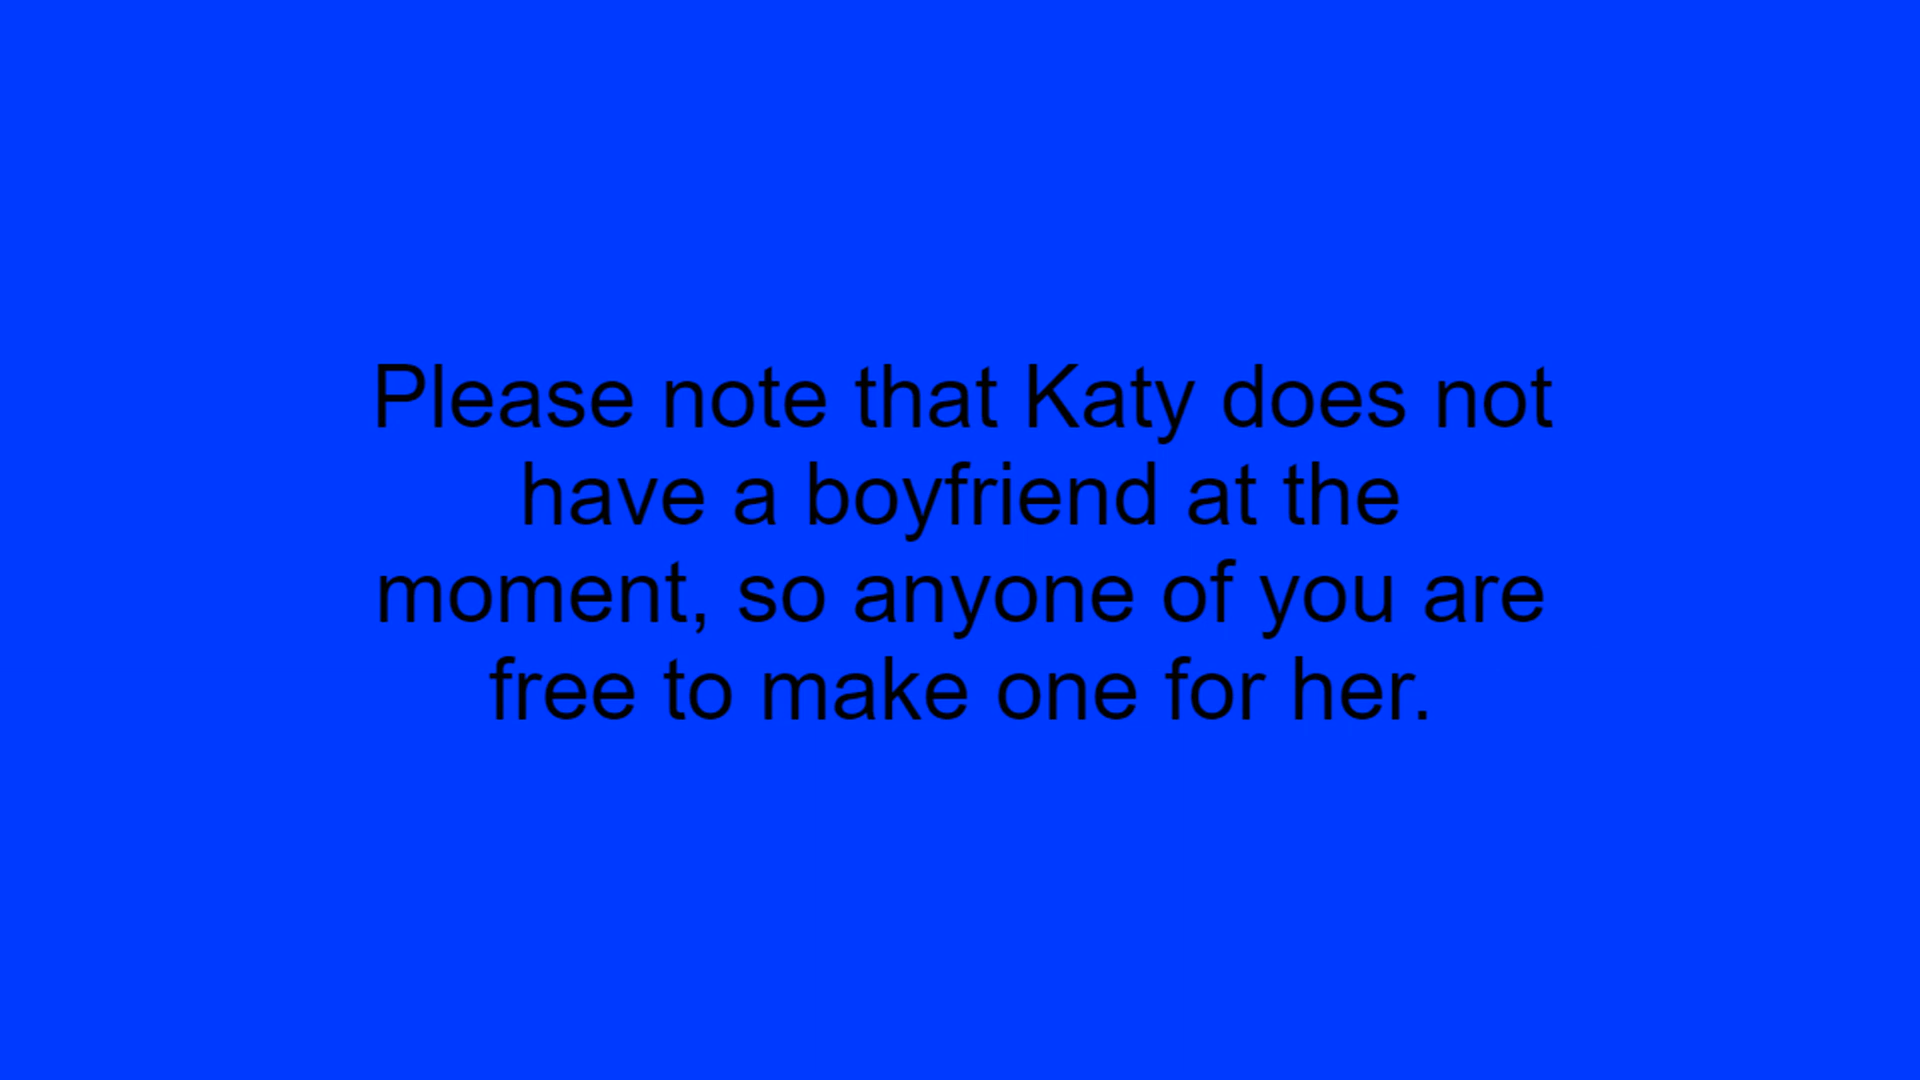 Please note that Katy does not
have a boyfriend at the
moment, so anyone of you are
free to make one for her.